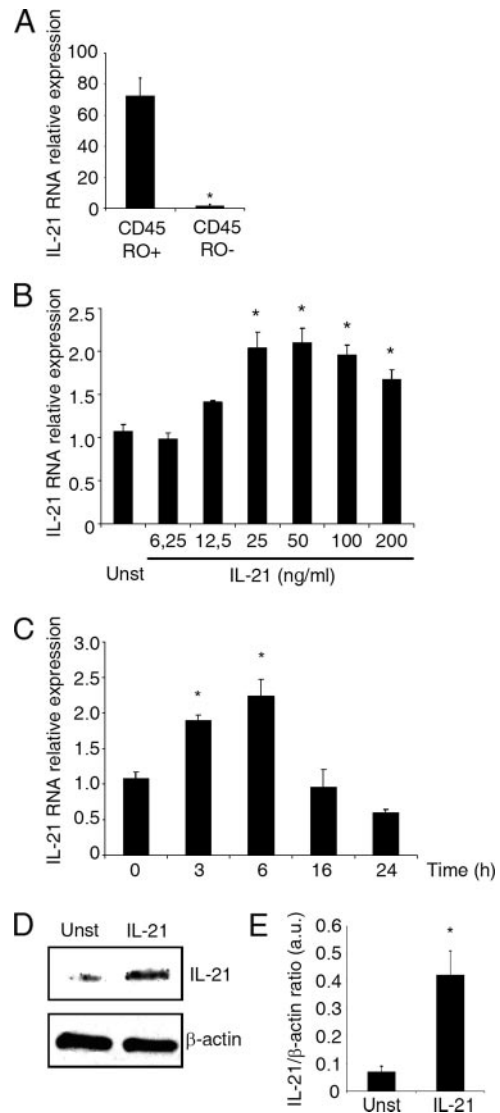 A
IL-21 RNA relative expression
100
80
60
40
20
0
*
CD45 CD45
RO+ RO-
B
IL-21 RNA relative expression
2.5
2.0
1.5
1.0
0.5
0
* * * *
6,25 12,5 25 50 100 200
Unst IL-21 (ng/ml)
C
IL-21 RNA relative expression
3.0
2.5
2.0
1.5
1.0
0.5
0.0
* *
0 3 6 16 24 Time (h)
D
Unst IL-21
IL-21
β-actin
E
IL-21/β-actin ratio (a.u.)
0.6
0.5
0.4
0.3
0.2
0.1
0
*
Unst IL-21